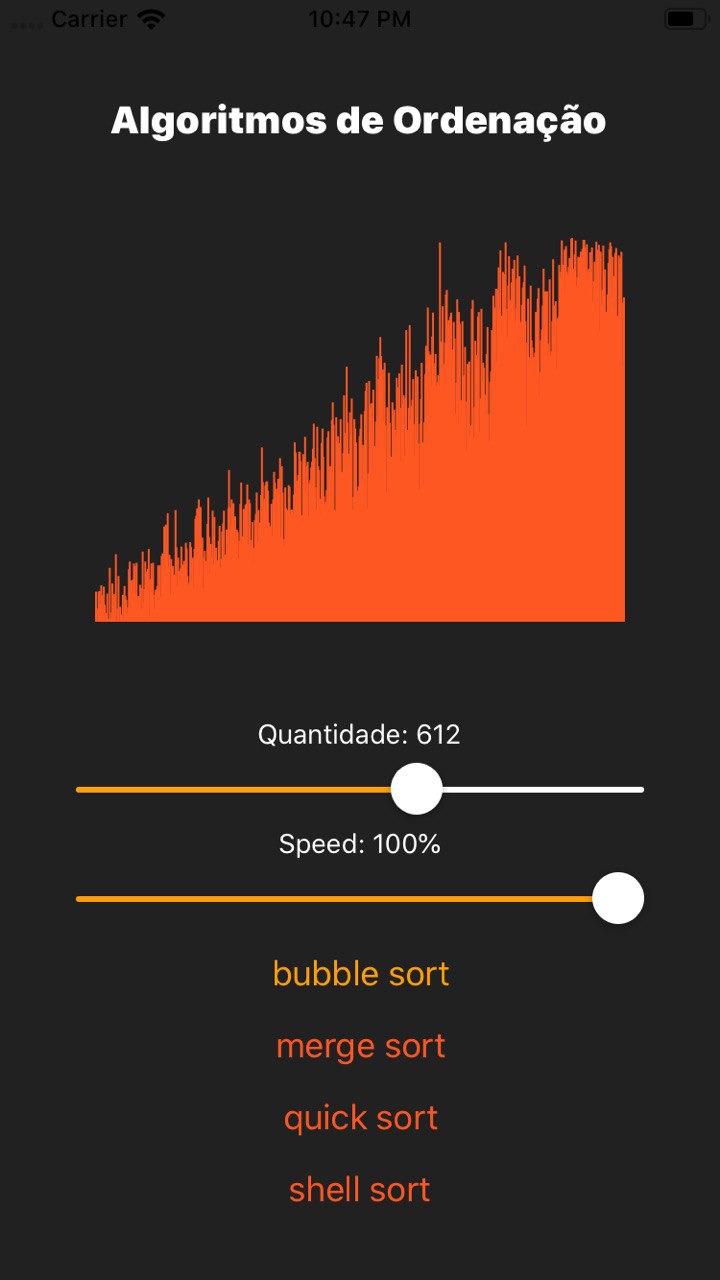 Carrier 10:47 PM
Algoritmos de Ordenação
Quantidade: 612
Speed: 100%
bubble sort
merge sort
quick sort
shell sort